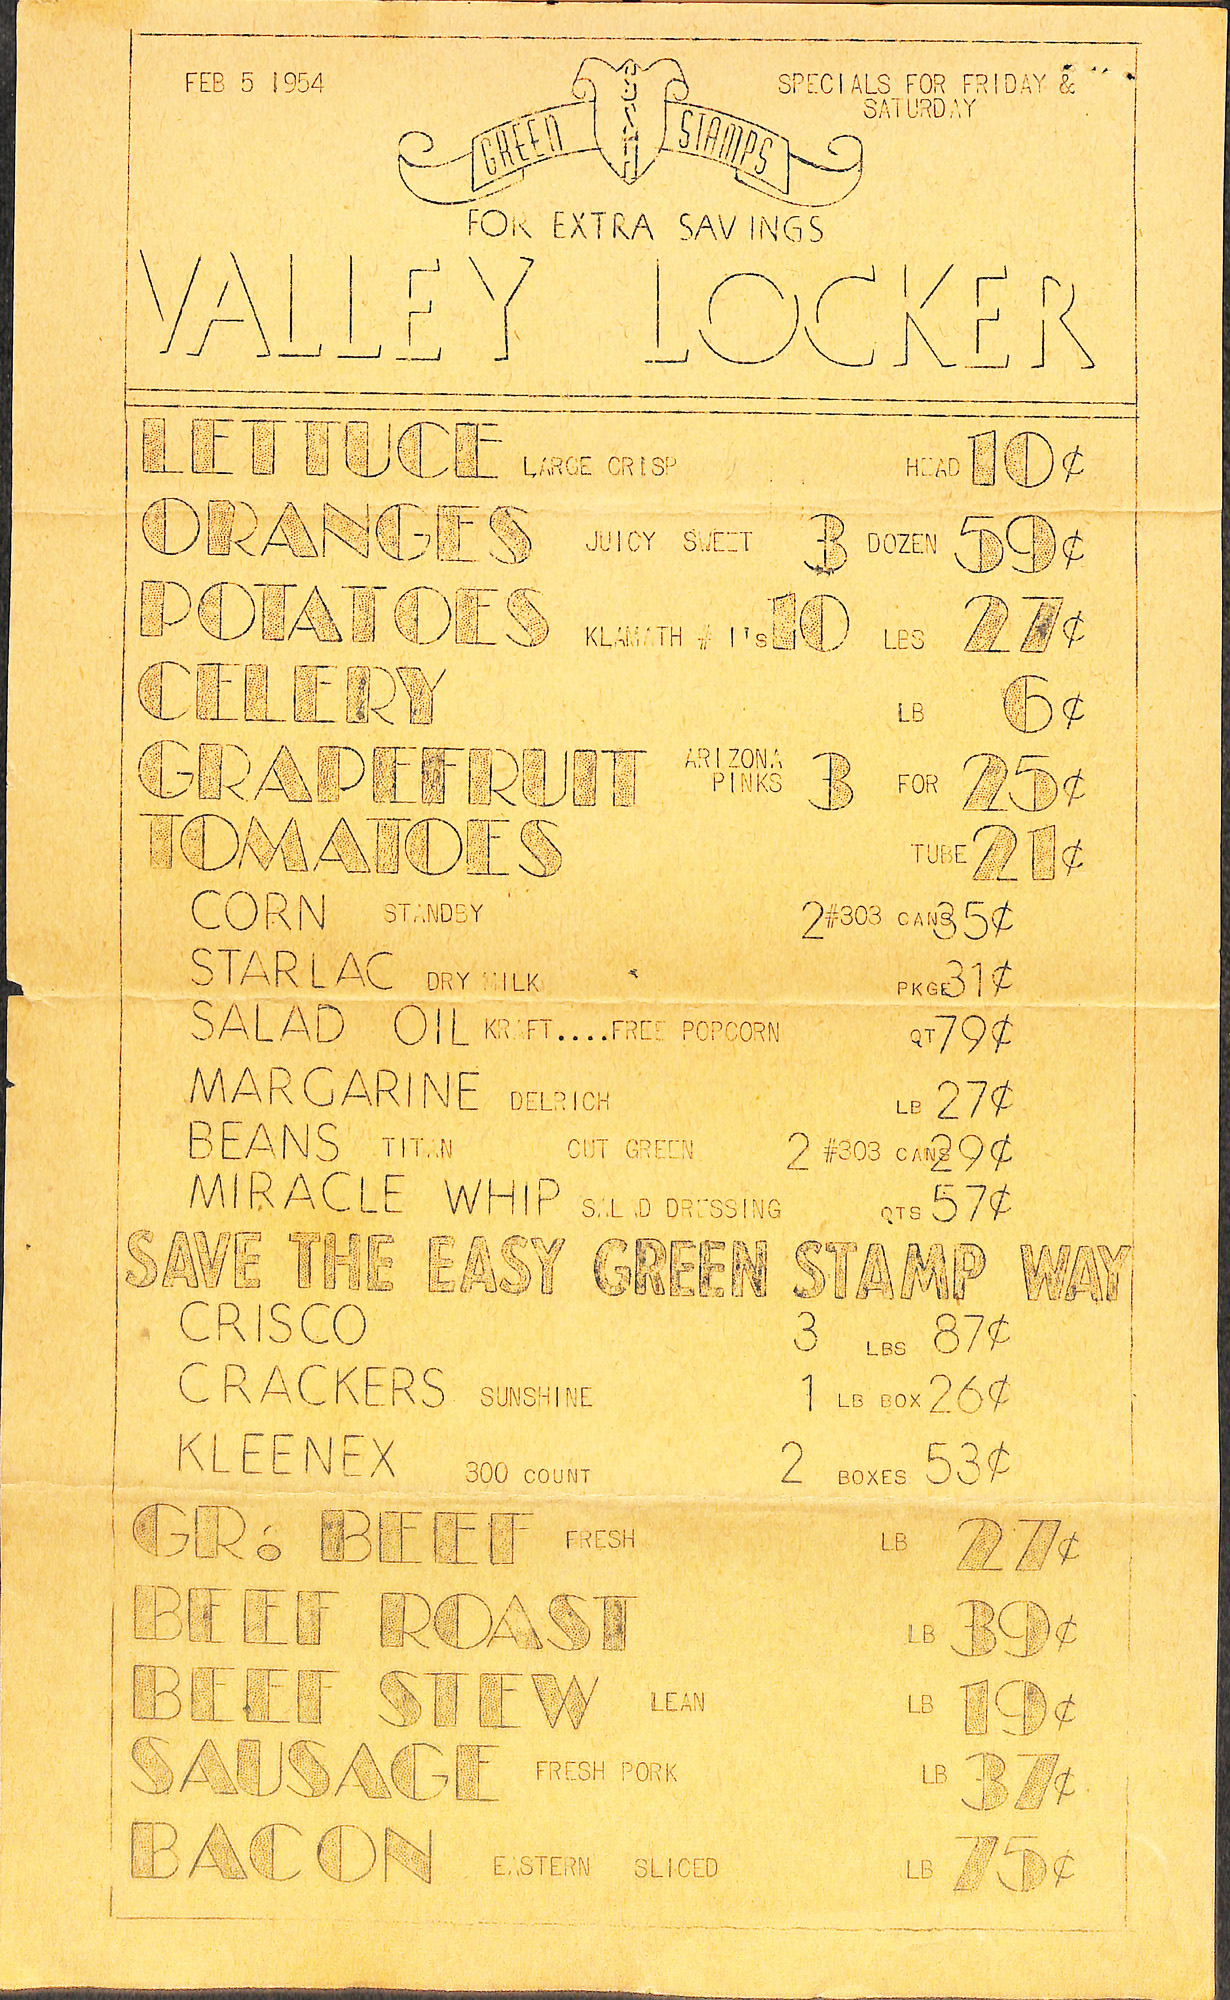 FEB 5 1954
SPECIALS FOR FRIDAY &
SATURDAY
GREEN STAMPS
FOR EXTRA SAVINGS
VALLEY LOCKER
LETTUCE LARGE CRISP HEAD 10¢
ORANGES JUICY SWEET 3 DOZEN 59¢
POTATOES KLAMATH # 1's 10 LBS 27¢
CELERY LB 6¢
GRAPEFRUIT ARIZONA PINKS 3 FOR 25¢
TOMATOES TUBE 21¢
CORN STANDBY 2 #303 CANS 35¢
STARLAC DRY MILK PKGE 31¢
SALAD OIL KRAFT....FREE POPCORN QT 79¢
MARGARINE DELRICH LB 27¢
BEANS TITAN CUT GREEN 2 #303 CANS 29¢
MIRACLE WHIP SALAD DRESSING QTS 57¢
SAVE THE EASY GREEN STAMP WAY
CRISCO 3 LBS 87¢
CRACKERS SUNSHINE 1 LB BOX 26¢
KLEENEX 300 COUNT 2 BOXES 53¢
GR. BEEF FRESH LB 27¢
BEEF ROAST LB 39¢
BEEF STEW LEAN LB 19¢
SAUSAGE FRESH PORK LB 37¢
BACON EASTERN SLICED LB 75¢